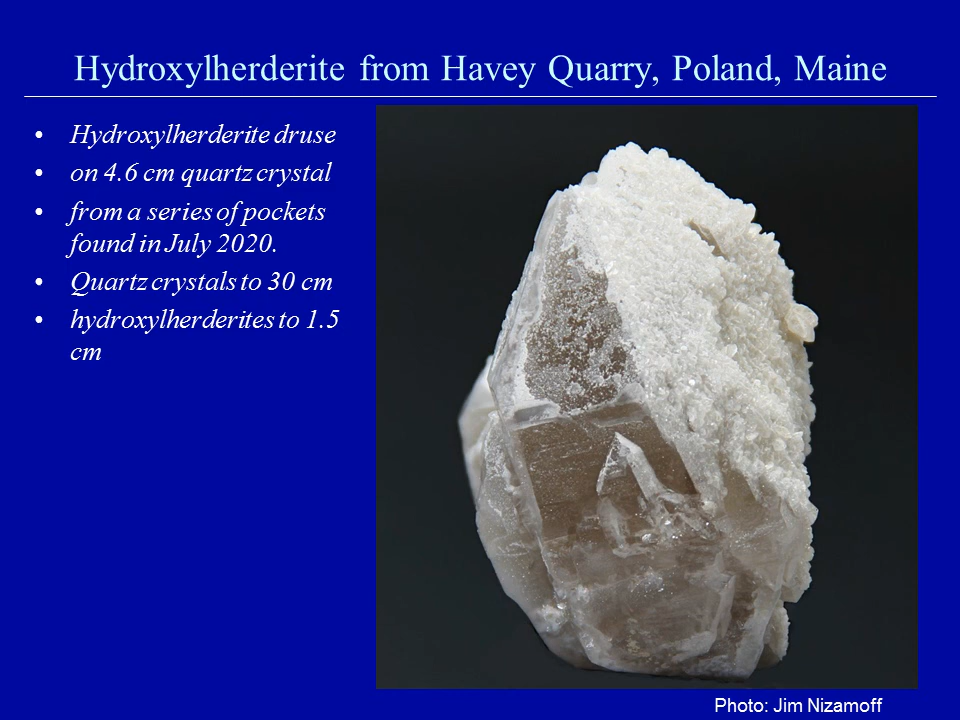 Hydroxylherderite from Havey Quarry, Poland, Maine
• Hydroxylherderite druse
• on 4.6 cm quartz crystal
• from a series of pockets
found in July 2020.
• Quartz crystals to 30 cm
• hydroxylherderites to 1.5
cm
Photo: Jim Nizamoff